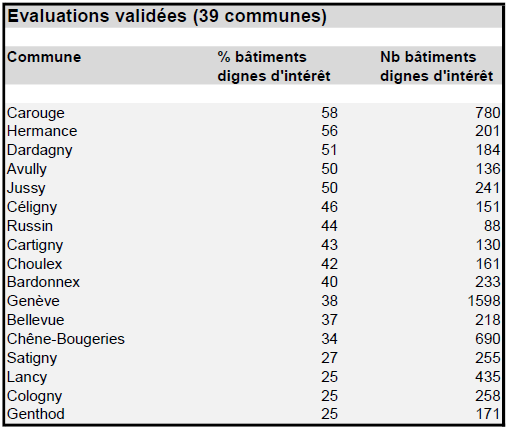 Evaluations validées (39 communes)
Commune % bâtiments Nb bâtiments
dignes d'intérêt dignes d'intérêt
Carouge 58 780
Hermance 56 201
Dardagny 51 184
Avully 50 136
Jussy 50 241
Céligny 46 151
Russin 44 88
Cartigny 43 130
Choulex 42 161
Bardonnex 40 233
Genève 38 1598
Bellevue 37 218
Chêne-Bougeries 34 690
Satigny 27 255
Lancy 25 435
Cologny 25 258
Genthod 25 171